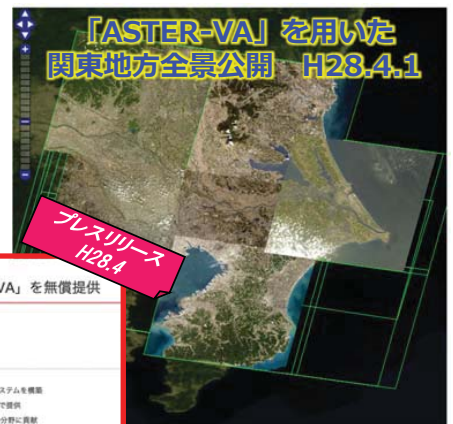 「ASTER-VA」を用いた
関東地方全景公開 H28.4.1
プレスリリース
H28.4
VA」を無償提供
ステムを構築
で提供
分野に貢献